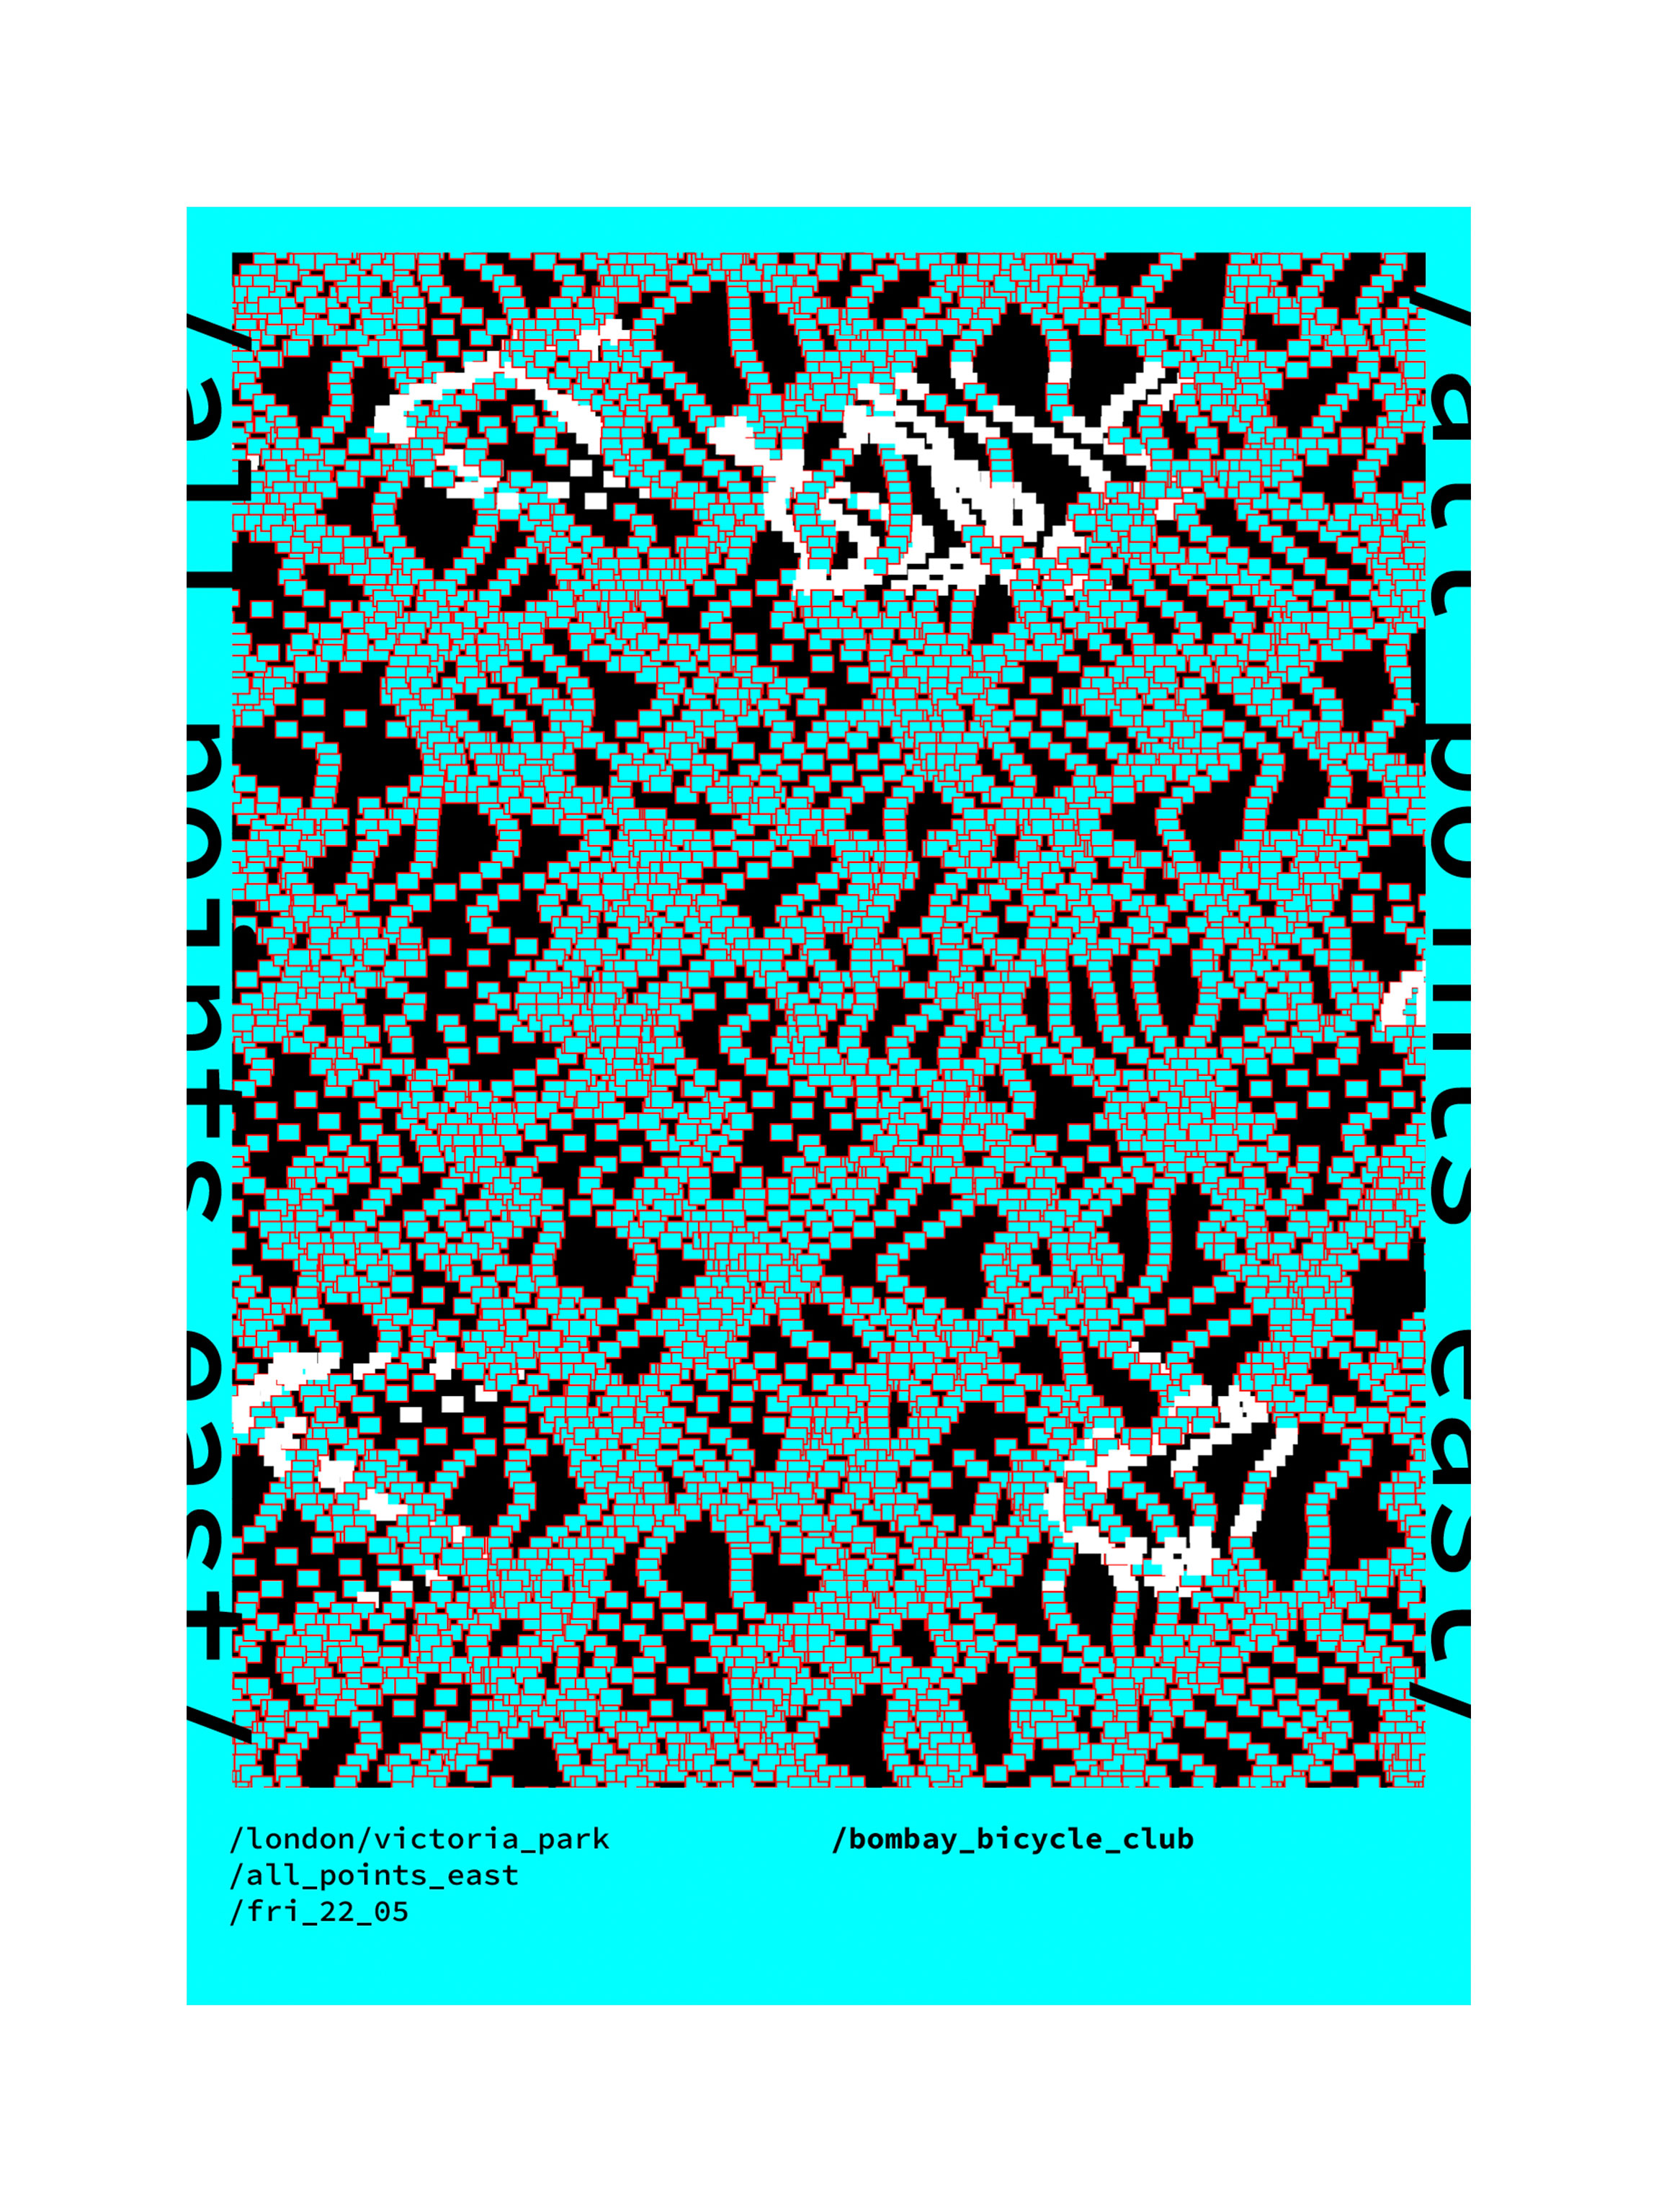 /all_points_east/
/all_points_east/
/london/victoria_park
/all_points_east
/fri_22_05
/bombay_bicycle_club